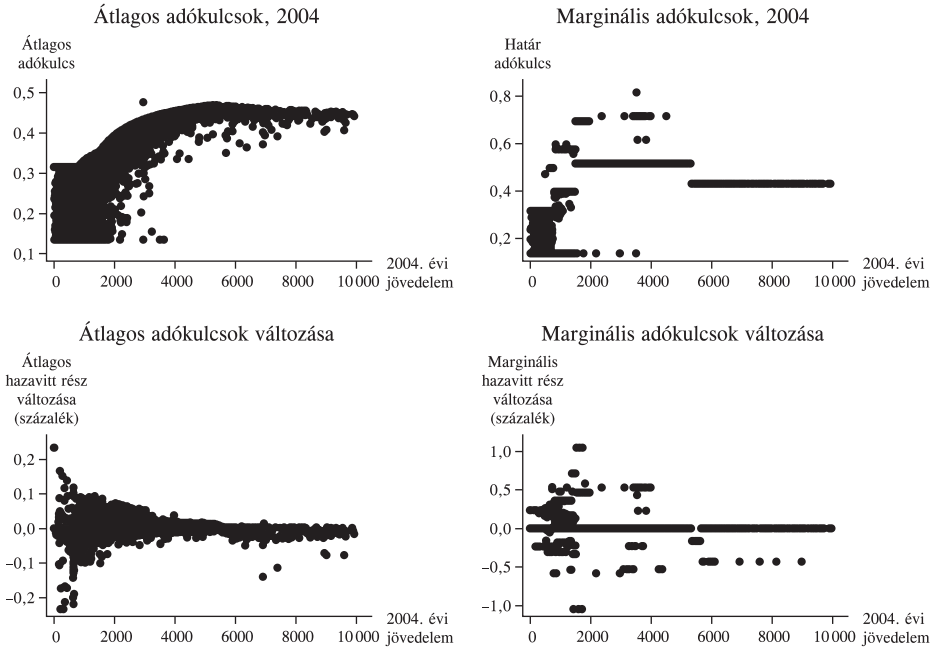 Átlagos adókulcsok, 2004
Átlagos
adókulcs
0,5
0,4
0,3
0,2
0,1
0 2000 4000 6000 8000 10 000
2004. évi
jövedelem
Marginális adókulcsok, 2004
Határ
adókulcs
0,8
0,6
0,4
0,2
0 2000 4000 6000 8000 10 000
2004. évi
jövedelem
Átlagos adókulcsok változása
Átlagos
hazavitt rész
változása
(százalék)
0,2
0,1
0,0
–0,1
–0,2
0 2000 4000 6000 8000 10 000
2004. évi
jövedelem
Marginális adókulcsok változása
Marginális
hazavitt rész
változása
(százalék)
1,0
0,5
0,0
–0,5
–1,0
0 2000 4000 6000 8000 10 000
2004. évi
jövedelem